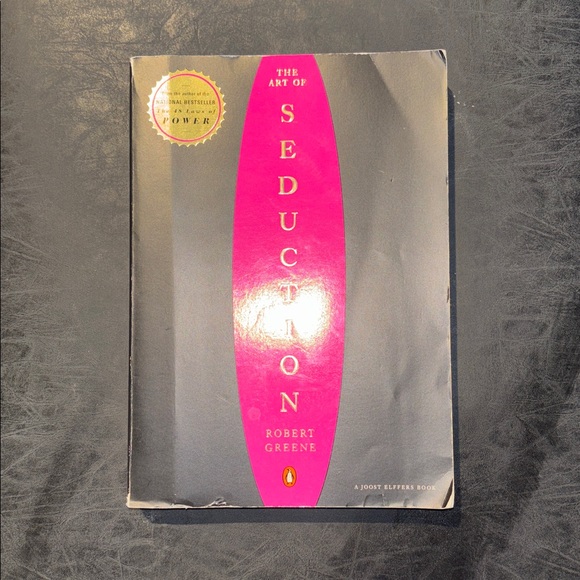 From the author of the
NATIONAL BESTSELLER
The 48 Laws of
POWER
THE
ART OF
SEDUCTION
ROBERT
GREENE
A JOOST ELFFERS BOOK